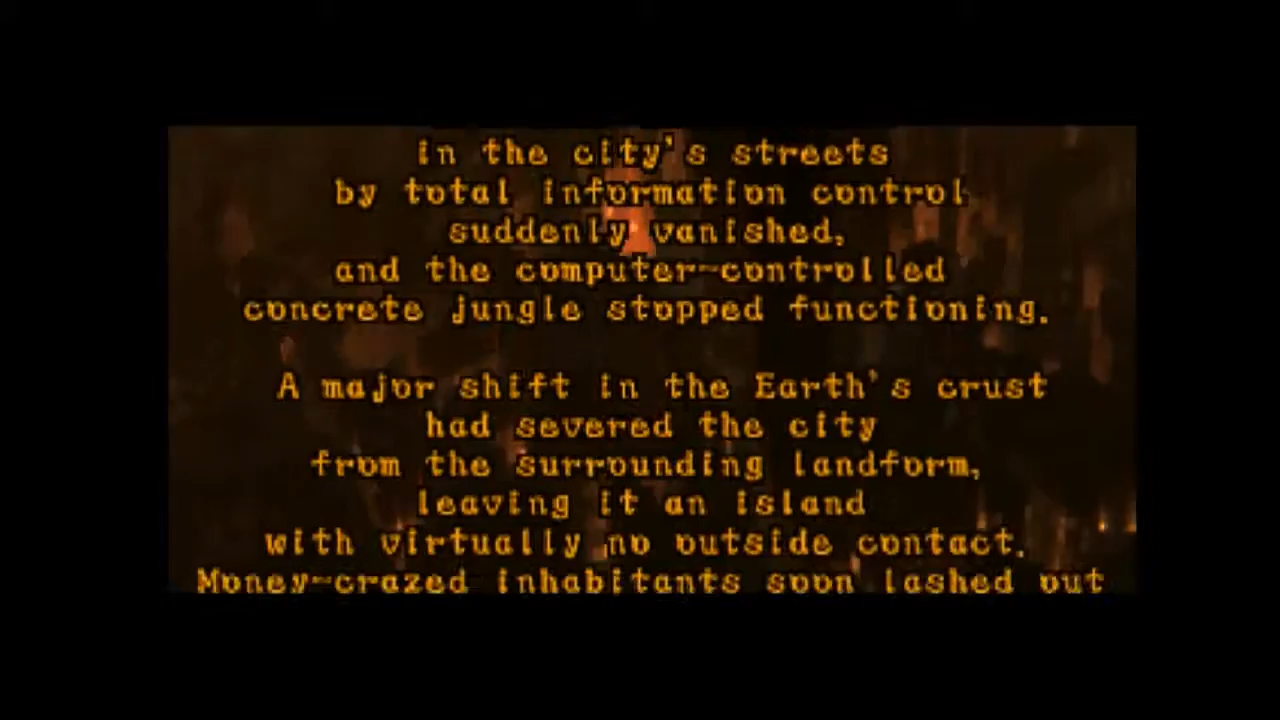 in the city's streets
by total information control
suddenly vanished,
and the computer-controlled
concrete jungle stopped functioning.
A major shift in the Earth's crust
had severed the city
from the surrounding landform,
leaving it an island
with virtually no outside contact.
Money-crazed inhabitants soon lashed out